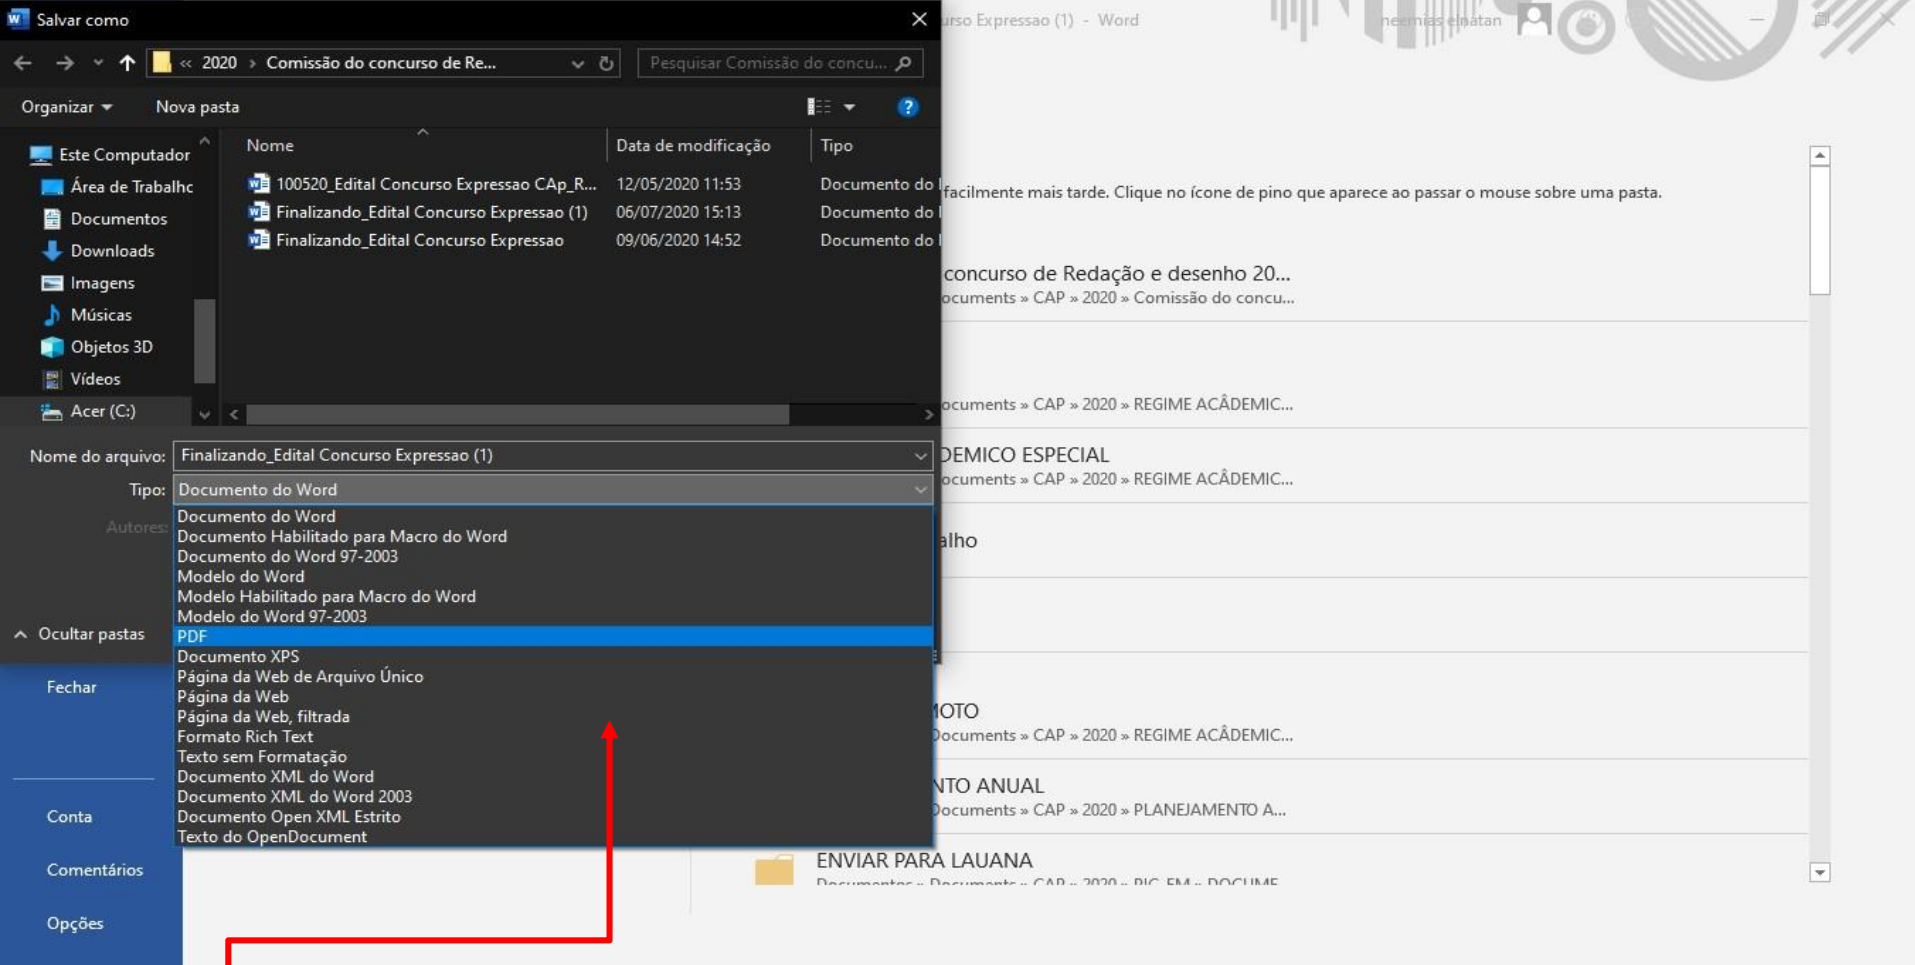 Salvar como
urso Expressao (1) - Word
neemias elnatan
« 2020 › Comissão do concurso de Re...
Pesquisar Comissão do concu...
Organizar
Nova pasta
Nome
Data de modificação
Tipo
Este Computador
Área de Trabalhc
Documentos
Downloads
Imagens
Músicas
Objetos 3D
Vídeos
Acer (C:)
100520_Edital Concurso Expressao CAp_R... 12/05/2020 11:53 Documento do
Finalizando_Edital Concurso Expressao (1) 06/07/2020 15:13 Documento do
Finalizando_Edital Concurso Expressao 09/06/2020 14:52 Documento do
Nome do arquivo: Finalizando_Edital Concurso Expressao (1)
Tipo: Documento do Word
Autores:
Documento do Word
Documento Habilitado para Macro do Word
Documento do Word 97-2003
Modelo do Word
Modelo Habilitado para Macro do Word
Modelo do Word 97-2003
PDF
Documento XPS
Página da Web de Arquivo Único
Página da Web
Página da Web, filtrada
Formato Rich Text
Texto sem Formatação
Documento XML do Word
Documento XML do Word 2003
Documento Open XML Estrito
Texto do OpenDocument
Ocultar pastas
Fechar
Conta
Comentários
Opções
facilmente mais tarde. Clique no ícone de pino que aparece ao passar o mouse sobre uma pasta.
concurso de Redação e desenho 20...
ocuments » CAP » 2020 » Comissão do concu...
ocuments » CAP » 2020 » REGIME ACÂDEMIC...
DEMICO ESPECIAL
ocuments » CAP » 2020 » REGIME ACÂDEMIC...
alho
MOTO
Documents » CAP » 2020 » REGIME ACÂDEMIC...
NTO ANUAL
Documents » CAP » 2020 » PLANEJAMENTO A...
ENVIAR PARA LAUANA
Documentos » Documents » CAP » 2020 » PIC-EM » DOCUME